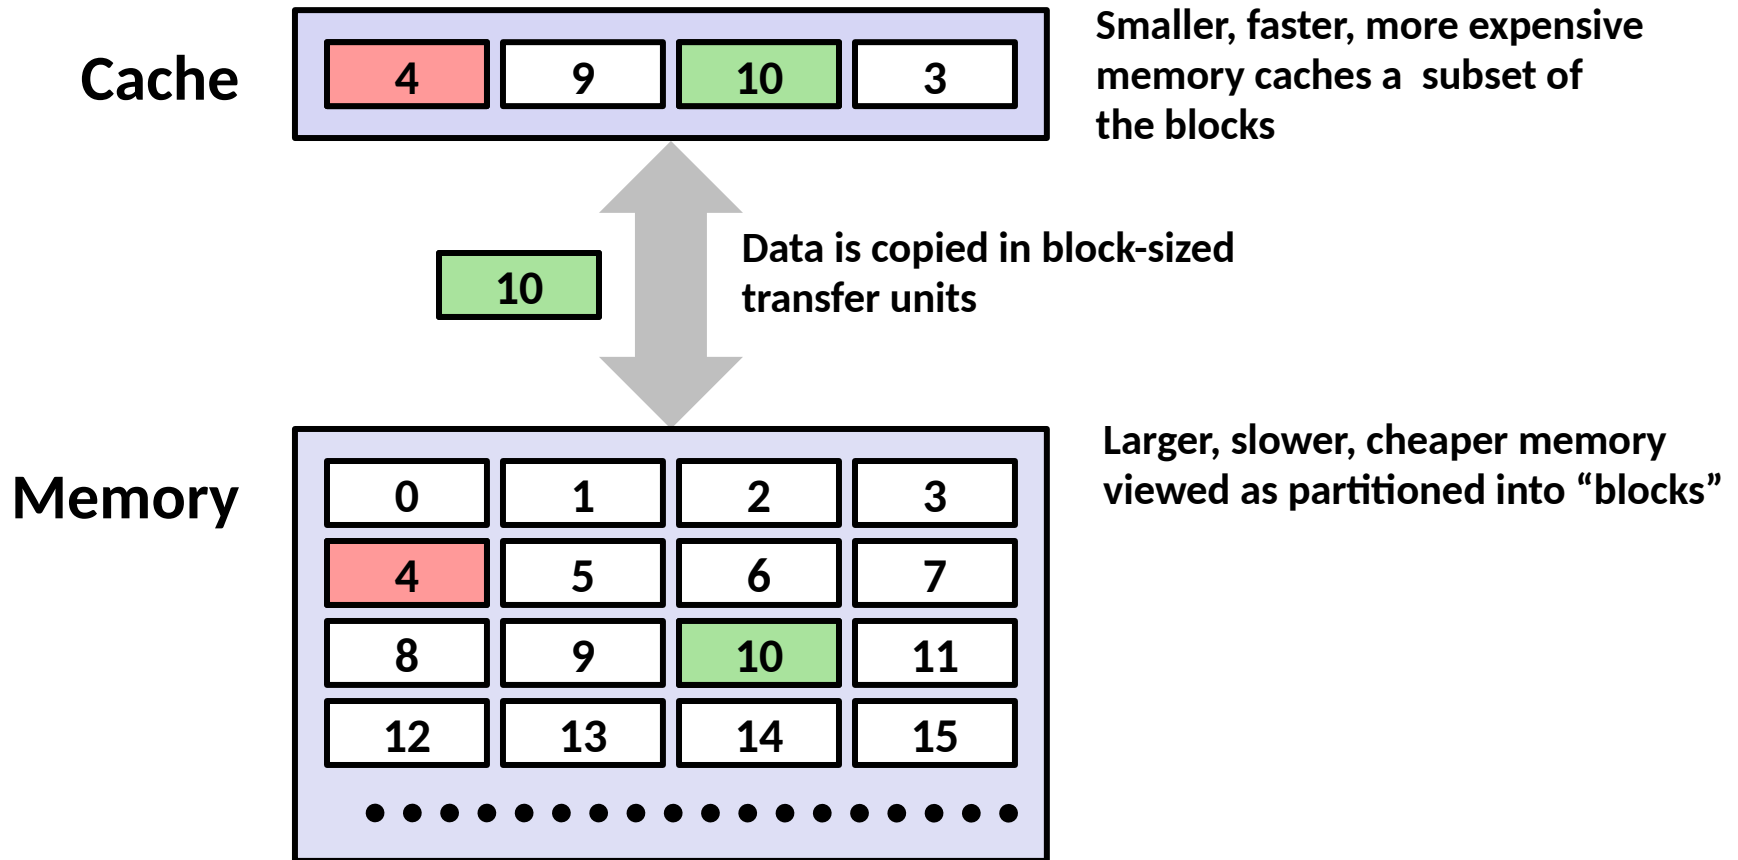 Cache
4 9 10 3
Smaller, faster, more expensive
memory caches a subset of
the blocks
10
Data is copied in block-sized
transfer units
Memory
Larger, slower, cheaper memory
viewed as partitioned into “blocks”
0 1 2 3
4 5 6 7
8 9 10 11
12 13 14 15